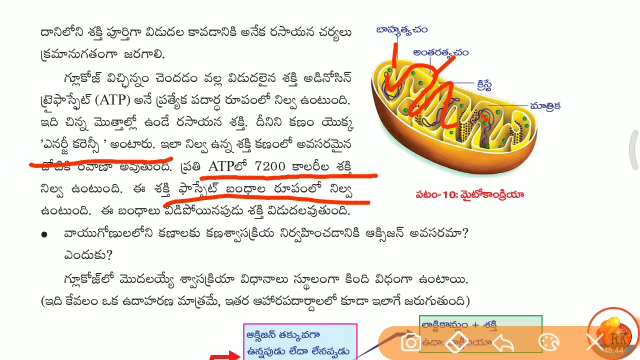 దానిలోని శక్తి పూర్తిగా విడుదల కావడానికి అనేక రసాయన చర్యలు
క్రమానుగతంగా జరగాలి.
గ్లూకోజ్ విచ్ఛిన్నం చెందడం వల్ల విడుదలైన శక్తి అడినోసిన్
ట్రైఫాస్ఫేట్ (ATP) అనే ప్రత్యేక పదార్థ రూపంలో నిల్వ ఉంటుంది.
ఇది చిన్న మొత్తాల్లో ఉండే రసాయన శక్తి. దీనిని కణం యొక్క
'ఎనర్జీ కరెన్సీ' అంటారు. ఇలా నిల్వ ఉన్న శక్తి కణంలో అవసరమైన
చోటికి రవాణా అవుతుంది. ప్రతి ATPలో 7200 కాలరీల శక్తి
నిల్వ ఉంటుంది. ఈ శక్తి ఫాస్ఫేట్ బంధాల రూపంలో నిల్వ
ఉంటుంది. ఈ బంధాలు విడిపోయినపుడు శక్తి విడుదలవుతుంది.
బాహ్యత్వచం
అంతరత్వచం
క్రిస్టే
మాత్రిక
పటం-10: మైటోకాండ్రియా
• వాయుగోణులలోని కణాలకు కణశ్వాసక్రియ నిర్వహించడానికి ఆక్సిజన్ అవసరమా?
ఎందుకు?
గ్లూకోజ్‌లో మొదలయ్యే శ్వాసక్రియా విధానాలు స్థూలంగా కింది విధంగా ఉంటాయి.
(ఇది కేవలం ఒక ఉదాహరణ మాత్రమే, ఇతర ఆహారపదార్థాలలో కూడా ఇలాగే జరుగుతుంది)
ఆక్సిజన్ తక్కువగా
ఉన్నపుడు లేదా లేనపుడు
లాక్టికామ్లం + శక్తి
15:44